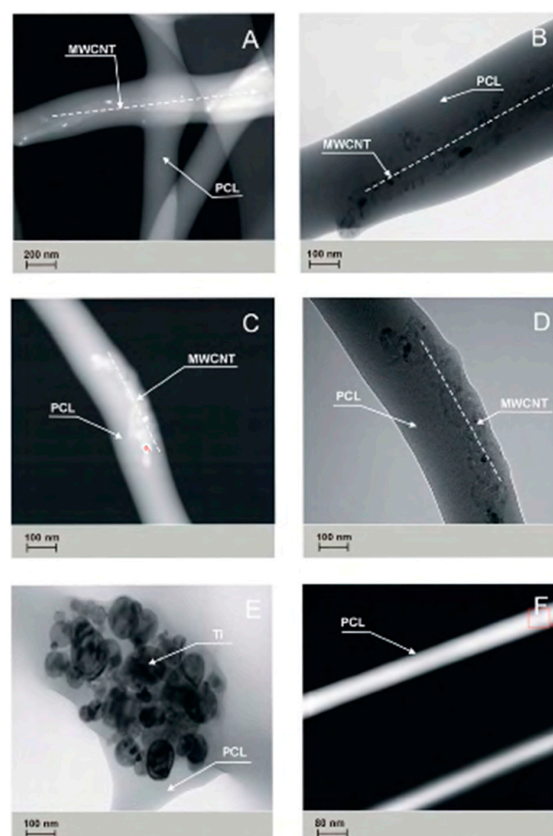 A
MWCNT
PCL
200 nm
B
PCL
MWCNT
100 nm
C
MWCNT
PCL
100 nm
D
PCL
MWCNT
100 nm
E
Ti
PCL
100 nm
F
PCL
80 nm